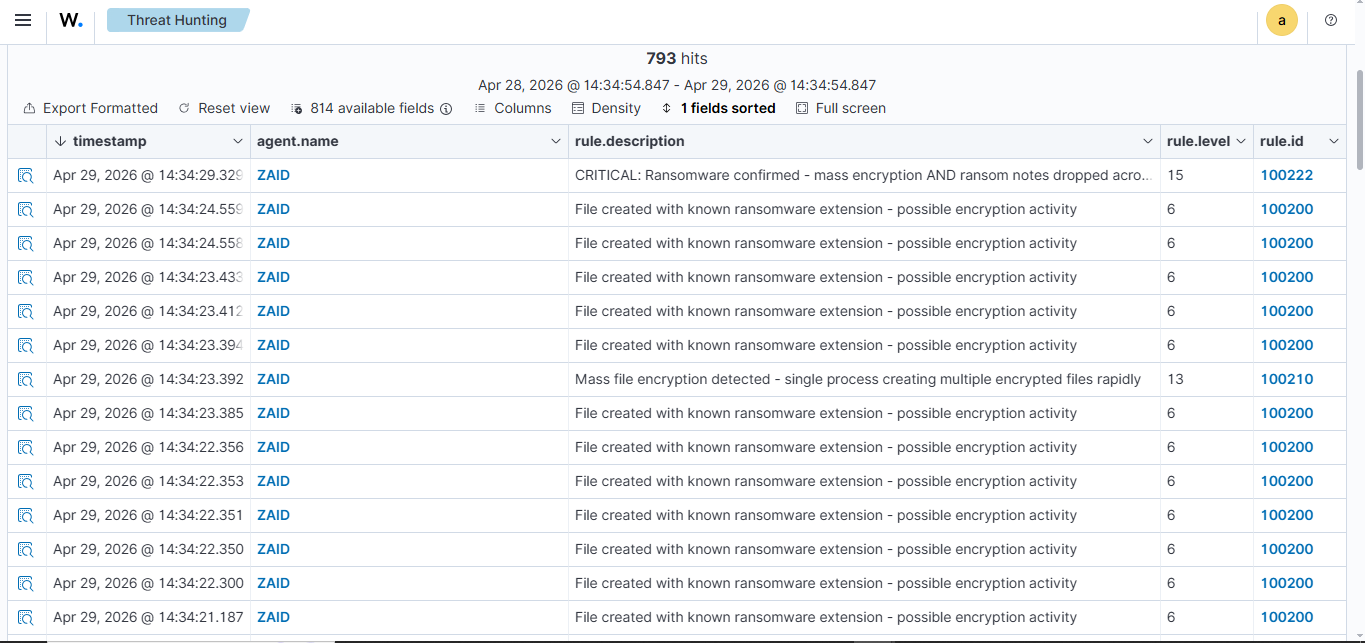 W. Threat Hunting a
793 hits
Apr 28, 2026 @ 14:34:54.847 - Apr 29, 2026 @ 14:34:54.847
Export Formatted Reset view 814 available fields Columns Density 1 fields sorted Full screen
timestamp agent.name rule.description rule.level rule.id
Apr 29, 2026 @ 14:34:29.329 ZAID CRITICAL: Ransomware confirmed - mass encryption AND ransom notes dropped acro... 15 100222
Apr 29, 2026 @ 14:34:24.559 ZAID File created with known ransomware extension - possible encryption activity 6 100200
Apr 29, 2026 @ 14:34:24.558 ZAID File created with known ransomware extension - possible encryption activity 6 100200
Apr 29, 2026 @ 14:34:23.433 ZAID File created with known ransomware extension - possible encryption activity 6 100200
Apr 29, 2026 @ 14:34:23.412 ZAID File created with known ransomware extension - possible encryption activity 6 100200
Apr 29, 2026 @ 14:34:23.394 ZAID File created with known ransomware extension - possible encryption activity 6 100200
Apr 29, 2026 @ 14:34:23.392 ZAID Mass file encryption detected - single process creating multiple encrypted files rapidly 13 100210
Apr 29, 2026 @ 14:34:23.385 ZAID File created with known ransomware extension - possible encryption activity 6 100200
Apr 29, 2026 @ 14:34:22.356 ZAID File created with known ransomware extension - possible encryption activity 6 100200
Apr 29, 2026 @ 14:34:22.353 ZAID File created with known ransomware extension - possible encryption activity 6 100200
Apr 29, 2026 @ 14:34:22.351 ZAID File created with known ransomware extension - possible encryption activity 6 100200
Apr 29, 2026 @ 14:34:22.350 ZAID File created with known ransomware extension - possible encryption activity 6 100200
Apr 29, 2026 @ 14:34:22.300 ZAID File created with known ransomware extension - possible encryption activity 6 100200
Apr 29, 2026 @ 14:34:21.187 ZAID File created with known ransomware extension - possible encryption activity 6 100200